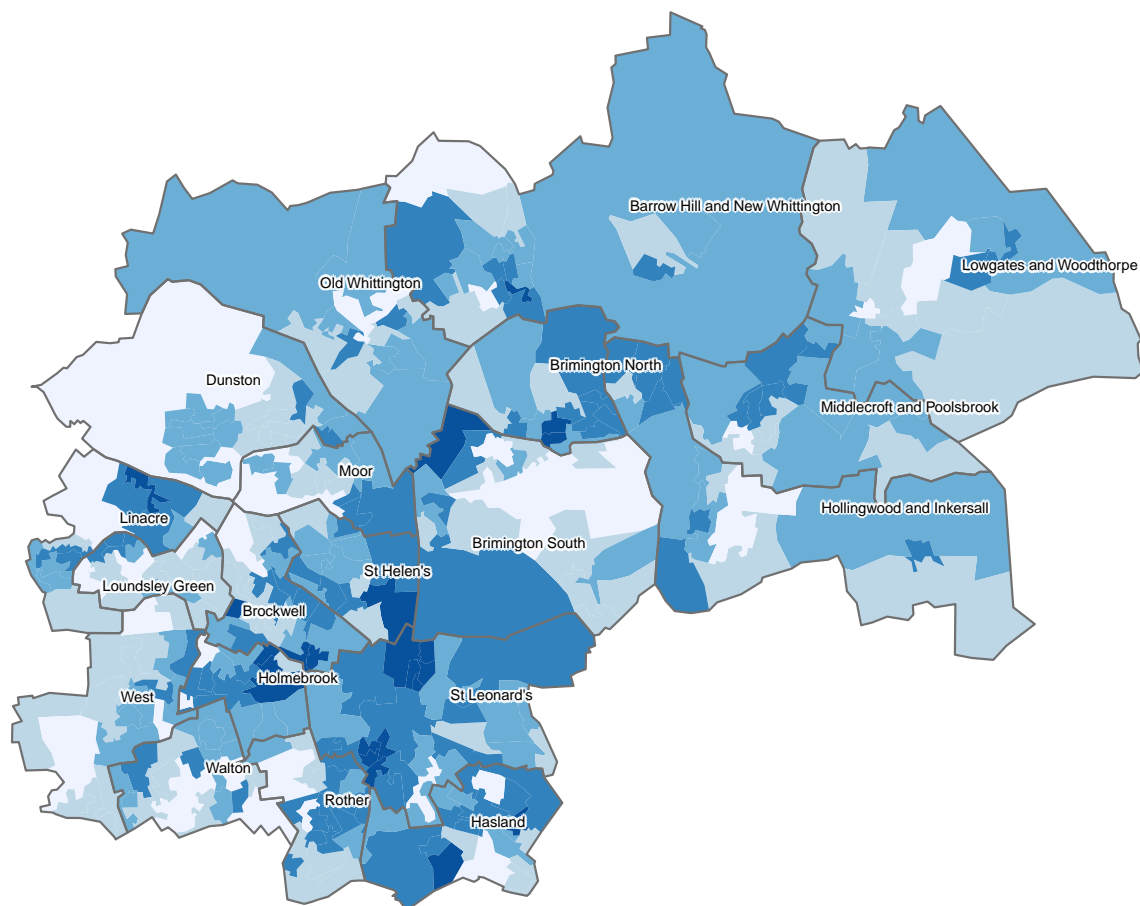 Barrow Hill and New Whittington
Lowgates and Woodthorpe
Old Whittington
Brimington North
Dunston
Middlecroft and Poolsbrook
Moor
Hollingwood and Inkersall
Linacre
Brimington South
St Helen's
Loundsley Green
Brockwell
Holmebrook
St Leonard's
West
Walton
Rother
Hasland